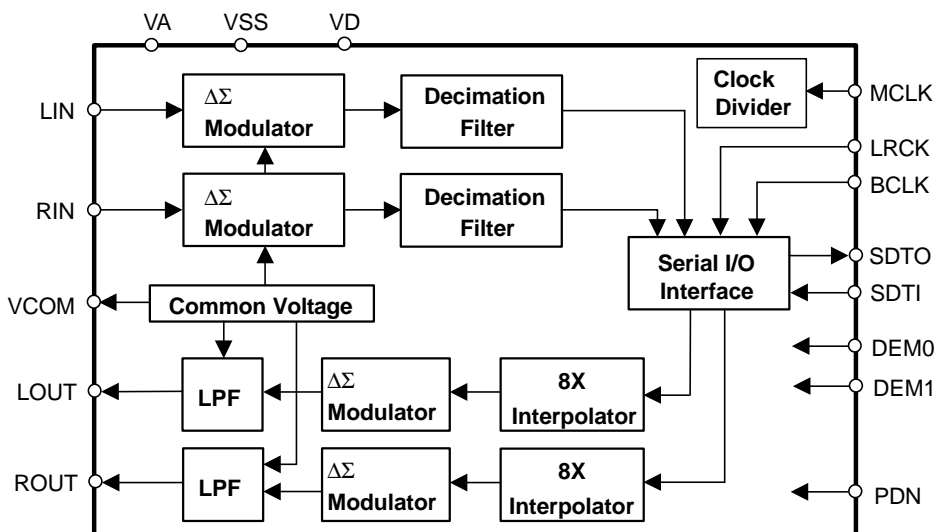 VA VSS VD
LIN
ΔΣ
Modulator
Decimation
Filter
Clock
Divider
MCLK
LRCK
BCLK
RIN
ΔΣ
Modulator
Decimation
Filter
Serial I/O
Interface
SDTO
SDTI
VCOM
Common Voltage
DEM0
DEM1
LOUT
LPF
ΔΣ
Modulator
8X
Interpolator
ROUT
LPF
ΔΣ
Modulator
8X
Interpolator
PDN